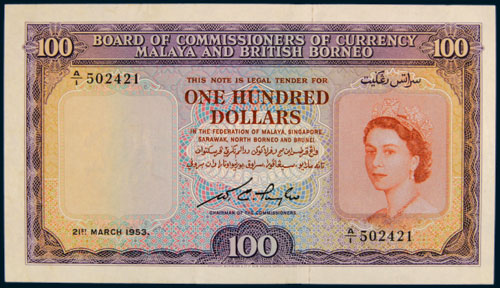 BOARD OF COMMISSIONERS OF CURRENCY
100 MALAYA AND BRITISH BORNEO 100
A/1 502421
THIS NOTE IS LEGAL TENDER FOR
سراتس رڠݢيت
ONE HUNDRED
DOLLARS
IN THE FEDERATION OF MALAYA, SINGAPORE,
SARAWAK, NORTH BORNEO AND BRUNEI.
CHAIRMAN OF THE COMMISSIONERS
A/1 502421
21ST MARCH 1953.
100